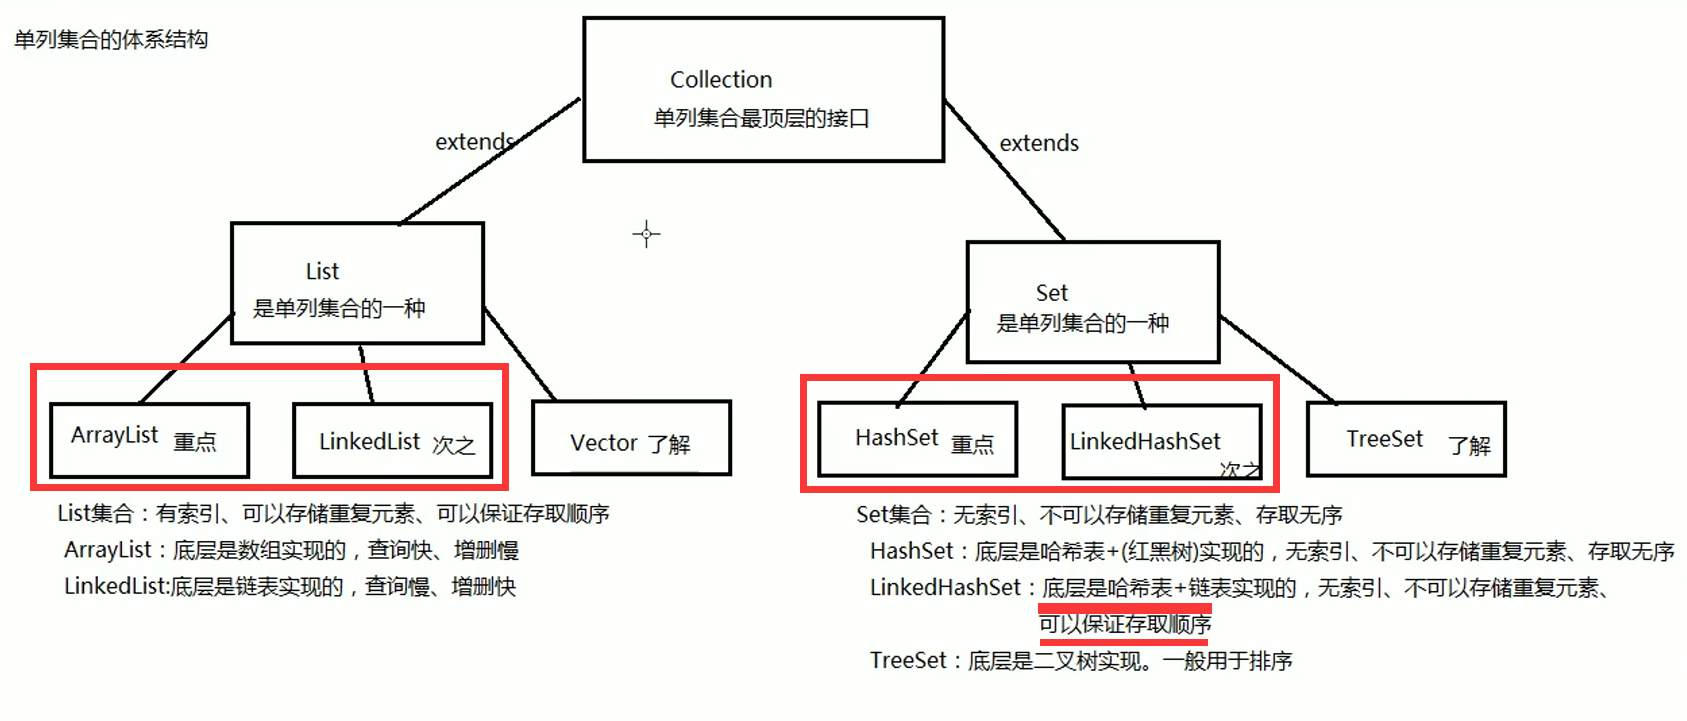 单列集合的体系结构
Collection
单列集合最顶层的接口
extends
extends
List
是单列集合的一种
Set
是单列集合的一种
ArrayList 重点
LinkedList 次之
Vector 了解
HashSet 重点
LinkedHashSet
次之
TreeSet 了解
List集合：有索引、可以存储重复元素、可以保证存取顺序
ArrayList：底层是数组实现的，查询快、增删慢
LinkedList:底层是链表实现的，查询慢、增删快
Set集合：无索引、不可以存储重复元素、存取无序
HashSet：底层是哈希表+(红黑树)实现的，无索引、不可以存储重复元素、存取无序
LinkedHashSet：底层是哈希表+链表实现的，无索引、不可以存储重复元素、
可以保证存取顺序
TreeSet：底层是二叉树实现。一般用于排序